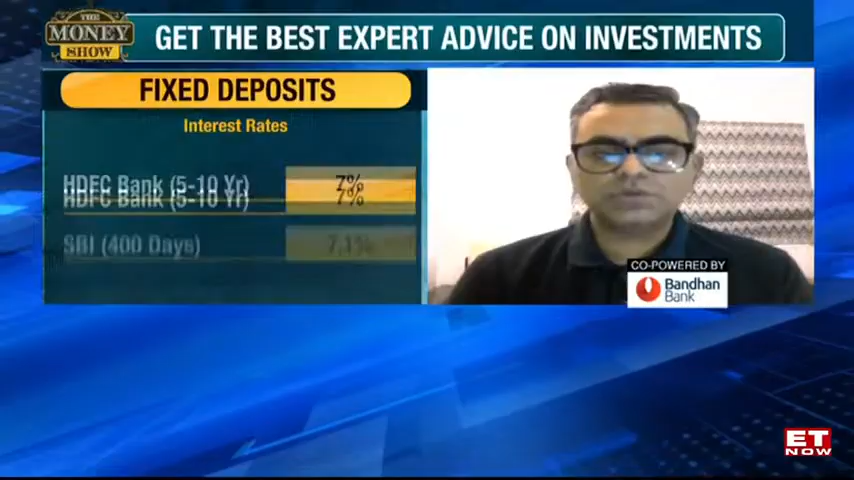 THE
MONEY
SHOW
GET THE BEST EXPERT ADVICE ON INVESTMENTS
FIXED DEPOSITS
Interest Rates
HDFC Bank (5-10 Yr) 7%
SBI (400 Days) 7.1%
CO-POWERED BY
Bandhan
Bank
ET
NOW